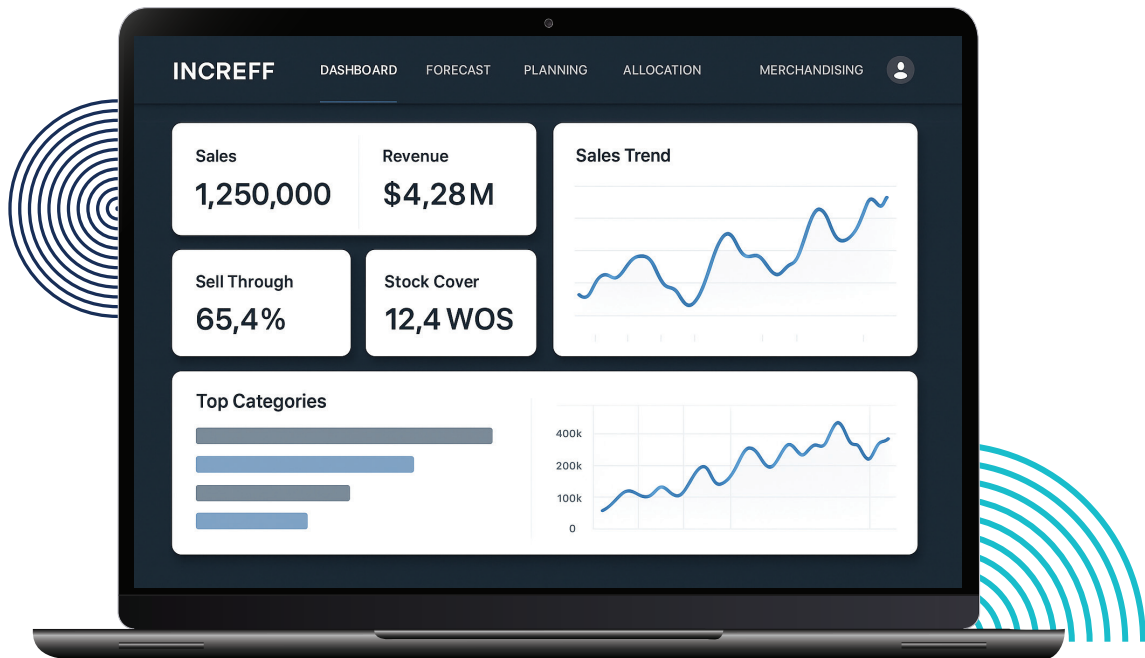 INCREFF
DASHBOARD
FORECAST
PLANNING
ALLOCATION
MERCHANDISING
Sales
1,250,000
Revenue
$4,28M
Sales Trend
Sell Through
65,4%
Stock Cover
12,4 WOS
Top Categories
400k
200k
100k
0